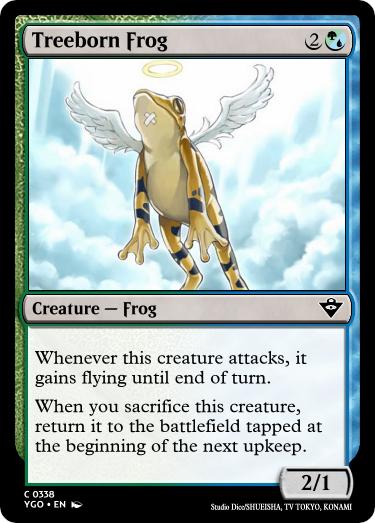 Treeborn Frog 2
Creature — Frog
Whenever this creature attacks, it
gains flying until end of turn.
When you sacrifice this creature,
return it to the battlefield tapped at
the beginning of the next upkeep.
2/1
C 0338
YGO • EN
Studio Dice/SHUEISHA, TV TOKYO, KONAMI